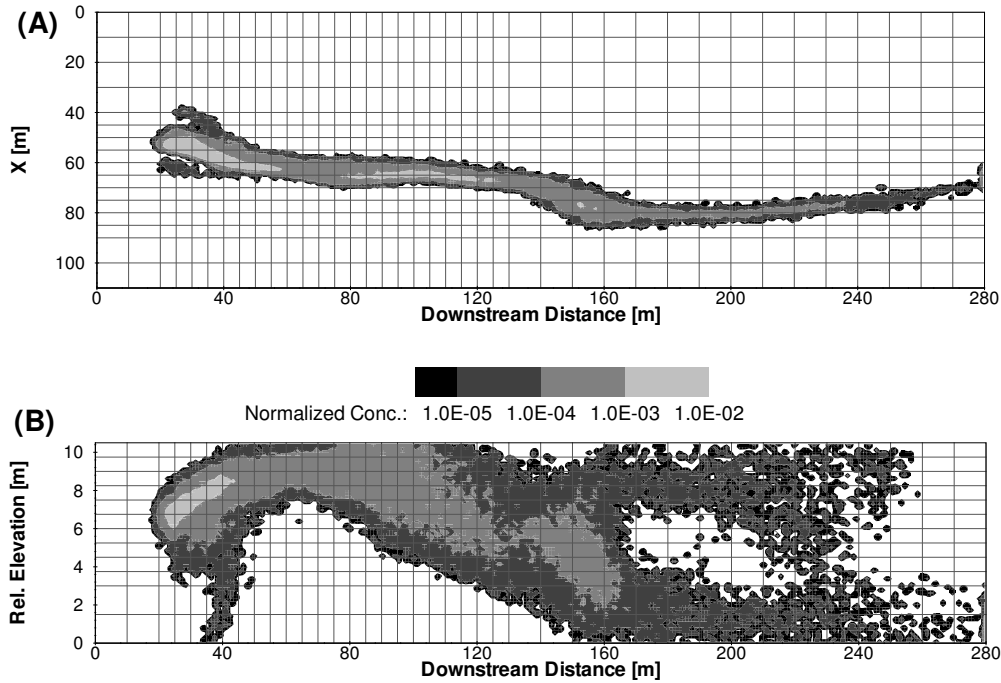 (A)
0
20
40
60
80
100
X [m]
0 40 80 120 160 200 240 280
Downstream Distance [m]
Normalized Conc.: 1.0E-05 1.0E-04 1.0E-03 1.0E-02
(B)
10
8
6
4
2
0
Rel. Elevation [m]
0 40 80 120 160 200 240 280
Downstream Distance [m]